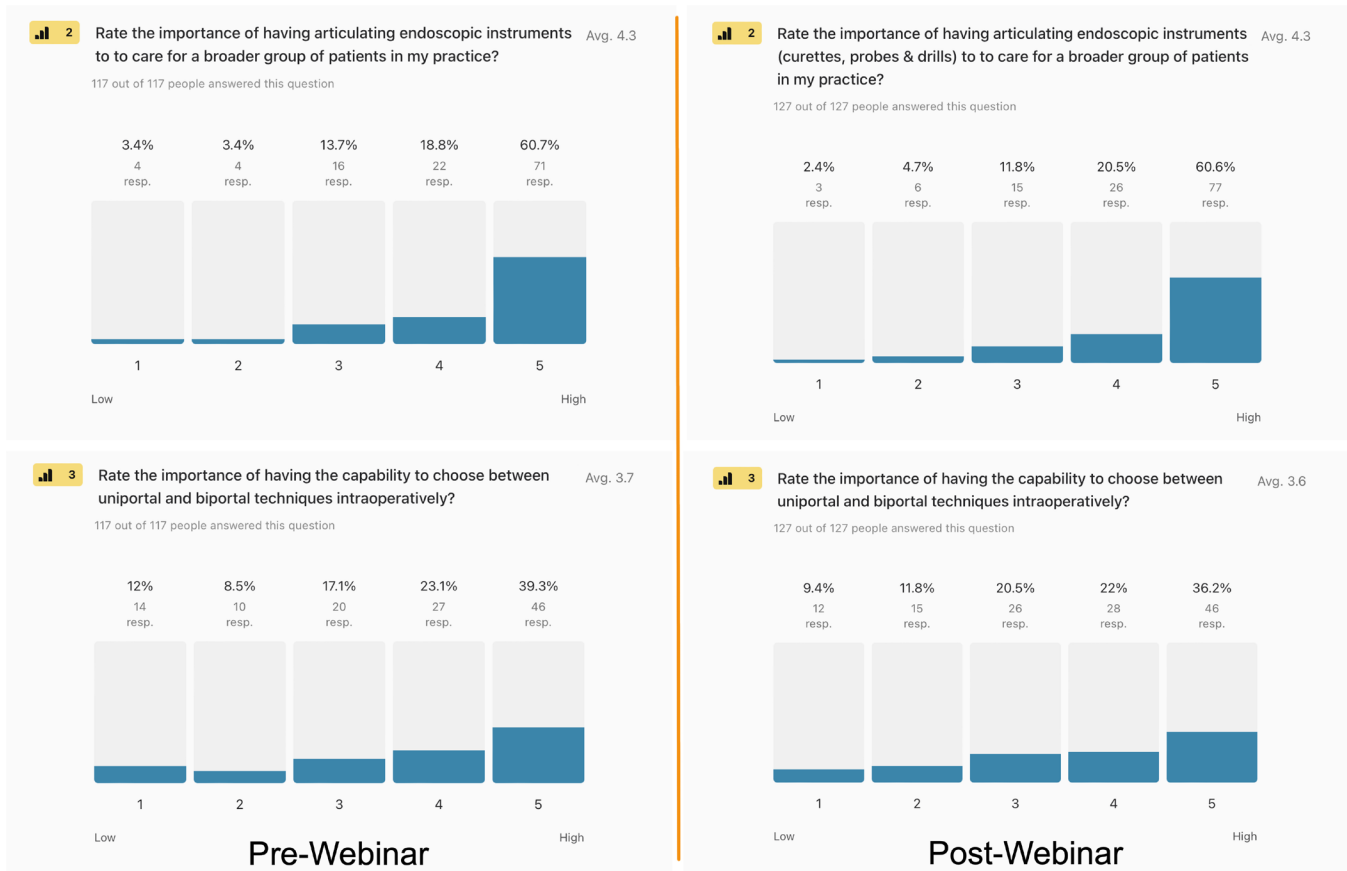 2 Rate the importance of having articulating endoscopic instruments Avg. 4.3
to to care for a broader group of patients in my practice?
117 out of 117 people answered this question
3.4% 3.4% 13.7% 18.8% 60.7%
4 4 16 22 71
resp. resp. resp. resp. resp.
1 2 3 4 5
Low High
2 Rate the importance of having articulating endoscopic instruments Avg. 4.3
(curettes, probes & drills) to to care for a broader group of patients
in my practice?
127 out of 127 people answered this question
2.4% 4.7% 11.8% 20.5% 60.6%
3 6 15 26 77
resp. resp. resp. resp. resp.
1 2 3 4 5
Low High
3 Rate the importance of having the capability to choose between Avg. 3.7
uniportal and biportal techniques intraoperatively?
117 out of 117 people answered this question
12% 8.5% 17.1% 23.1% 39.3%
14 10 20 27 46
resp. resp. resp. resp. resp.
1 2 3 4 5
Low High
Pre-Webinar
3 Rate the importance of having the capability to choose between Avg. 3.6
uniportal and biportal techniques intraoperatively?
127 out of 127 people answered this question
9.4% 11.8% 20.5% 22% 36.2%
12 15 26 28 46
resp. resp. resp. resp. resp.
1 2 3 4 5
Low High
Post-Webinar